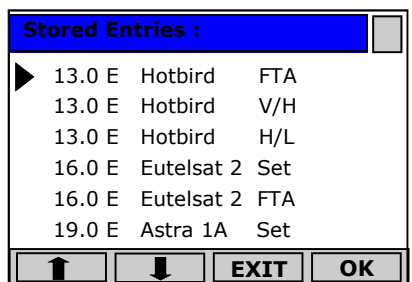 Stored Entries :
13.0 E Hotbird FTA
13.0 E Hotbird V/H
13.0 E Hotbird H/L
16.0 E Eutelsat 2 Set
16.0 E Eutelsat 2 FTA
19.0 E Astra 1A Set
EXIT OK